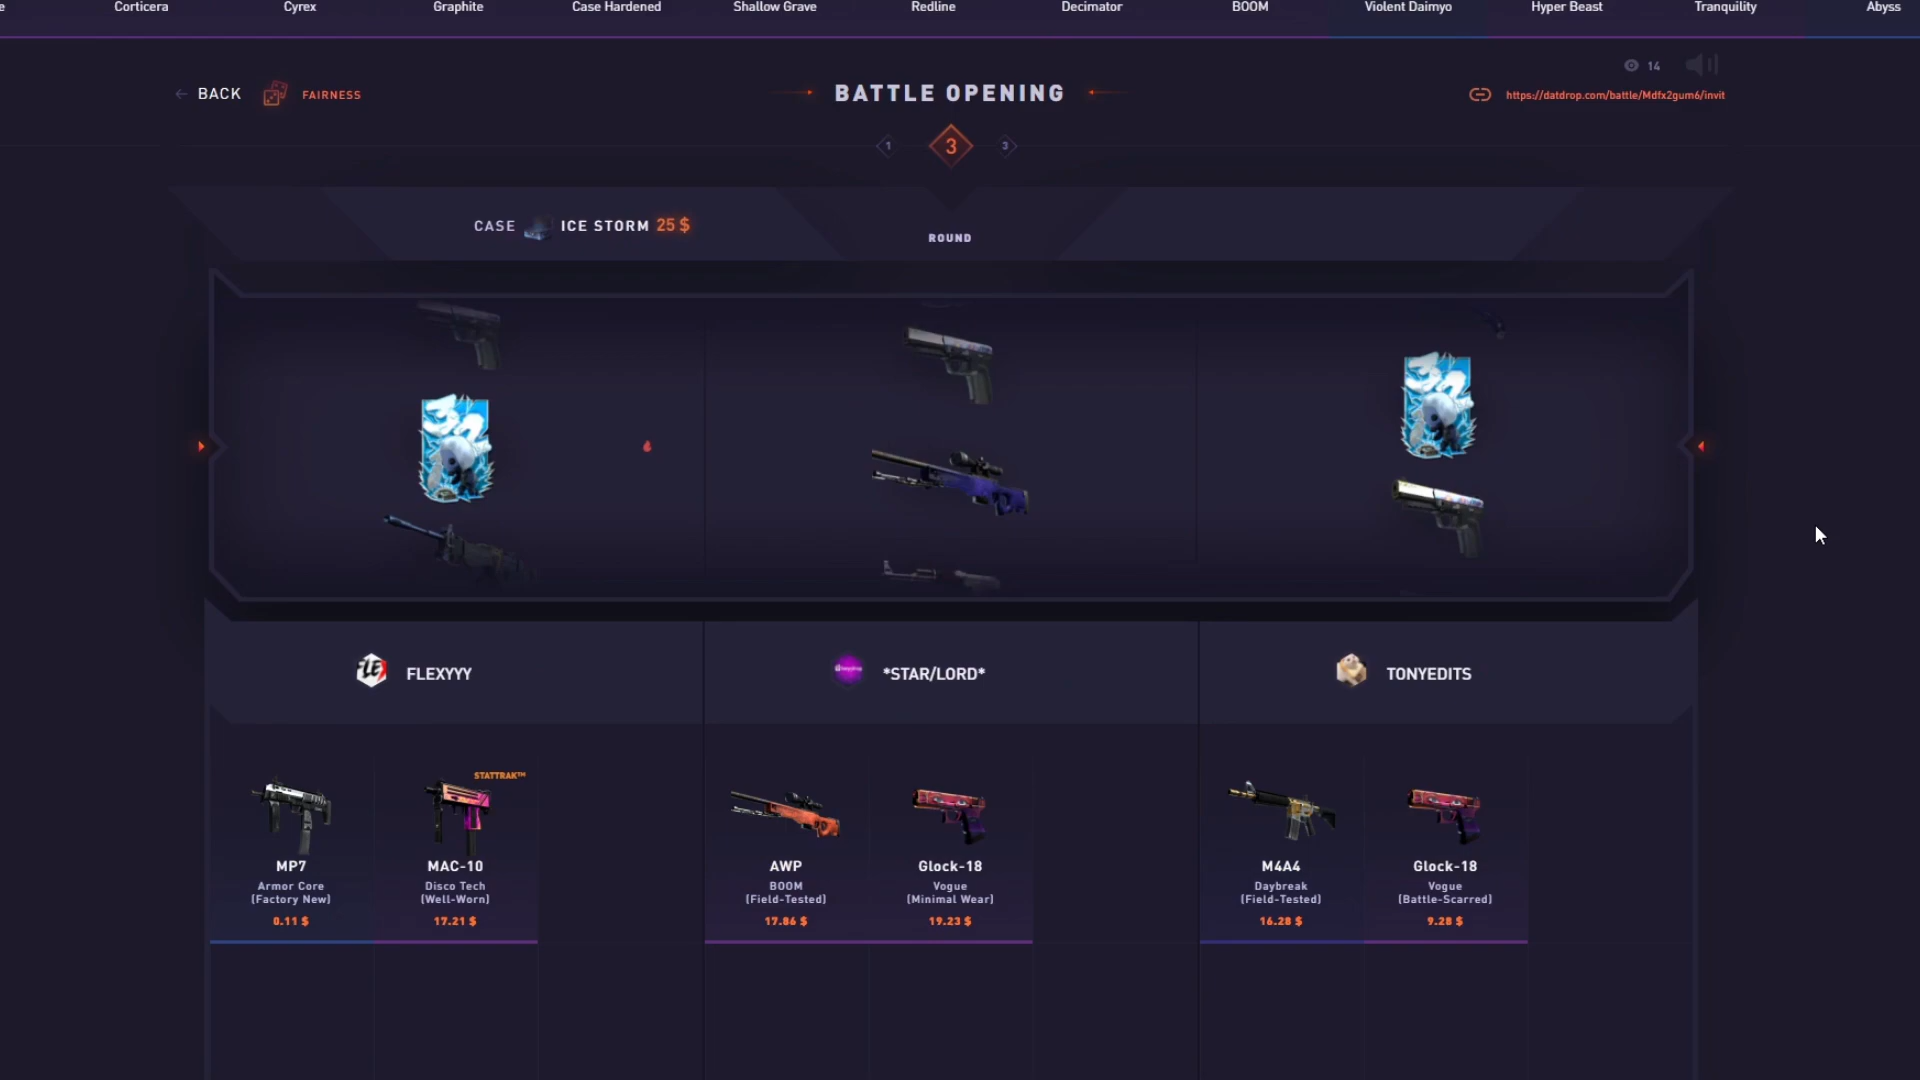 Corticera Cyrex Graphite Case Hardened Shallow Grave Redline Decimator BOOM Violent Daimyo Hyper Beast Tranquility Abyss
14
← BACK FAIRNESS
BATTLE OPENING
https://datdrop.com/battle/Mdfx2gum6/invit
1 3 3
CASE ICE STORM 25 $
ROUND
FLEXYYY
*STAR/LORD*
TONYEDITS
STATTRAK™
MP7
Armor Core
(Factory New)
0.11 $
MAC-10
Disco Tech
(Well-Worn)
17.21 $
AWP
BOOM
(Field-Tested)
17.86 $
Glock-18
Vogue
(Minimal Wear)
19.23 $
M4A4
Daybreak
(Field-Tested)
16.28 $
Glock-18
Vogue
(Battle-Scarred)
9.28 $